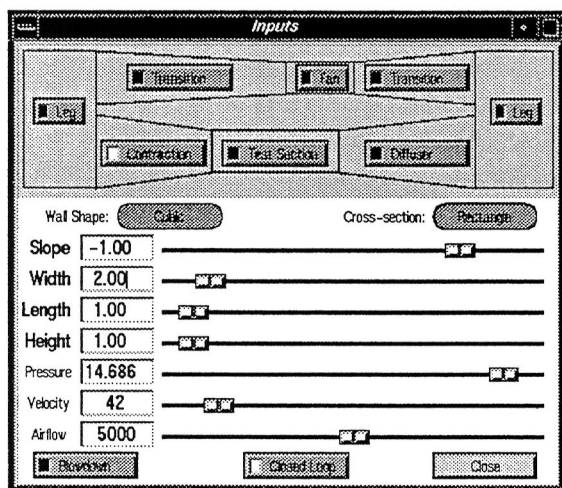 Inputs
Transition Fan Transition
Leg Leg
Contraction Test Section Diffuser
Wall Shape: Cubic Cross-section: Rectangle
Slope -1.00
Width 2.00
Length 1.00
Height 1.00
Pressure 14.686
Velocity 42
Airflow 5000
Blowdown Closed Loop Close